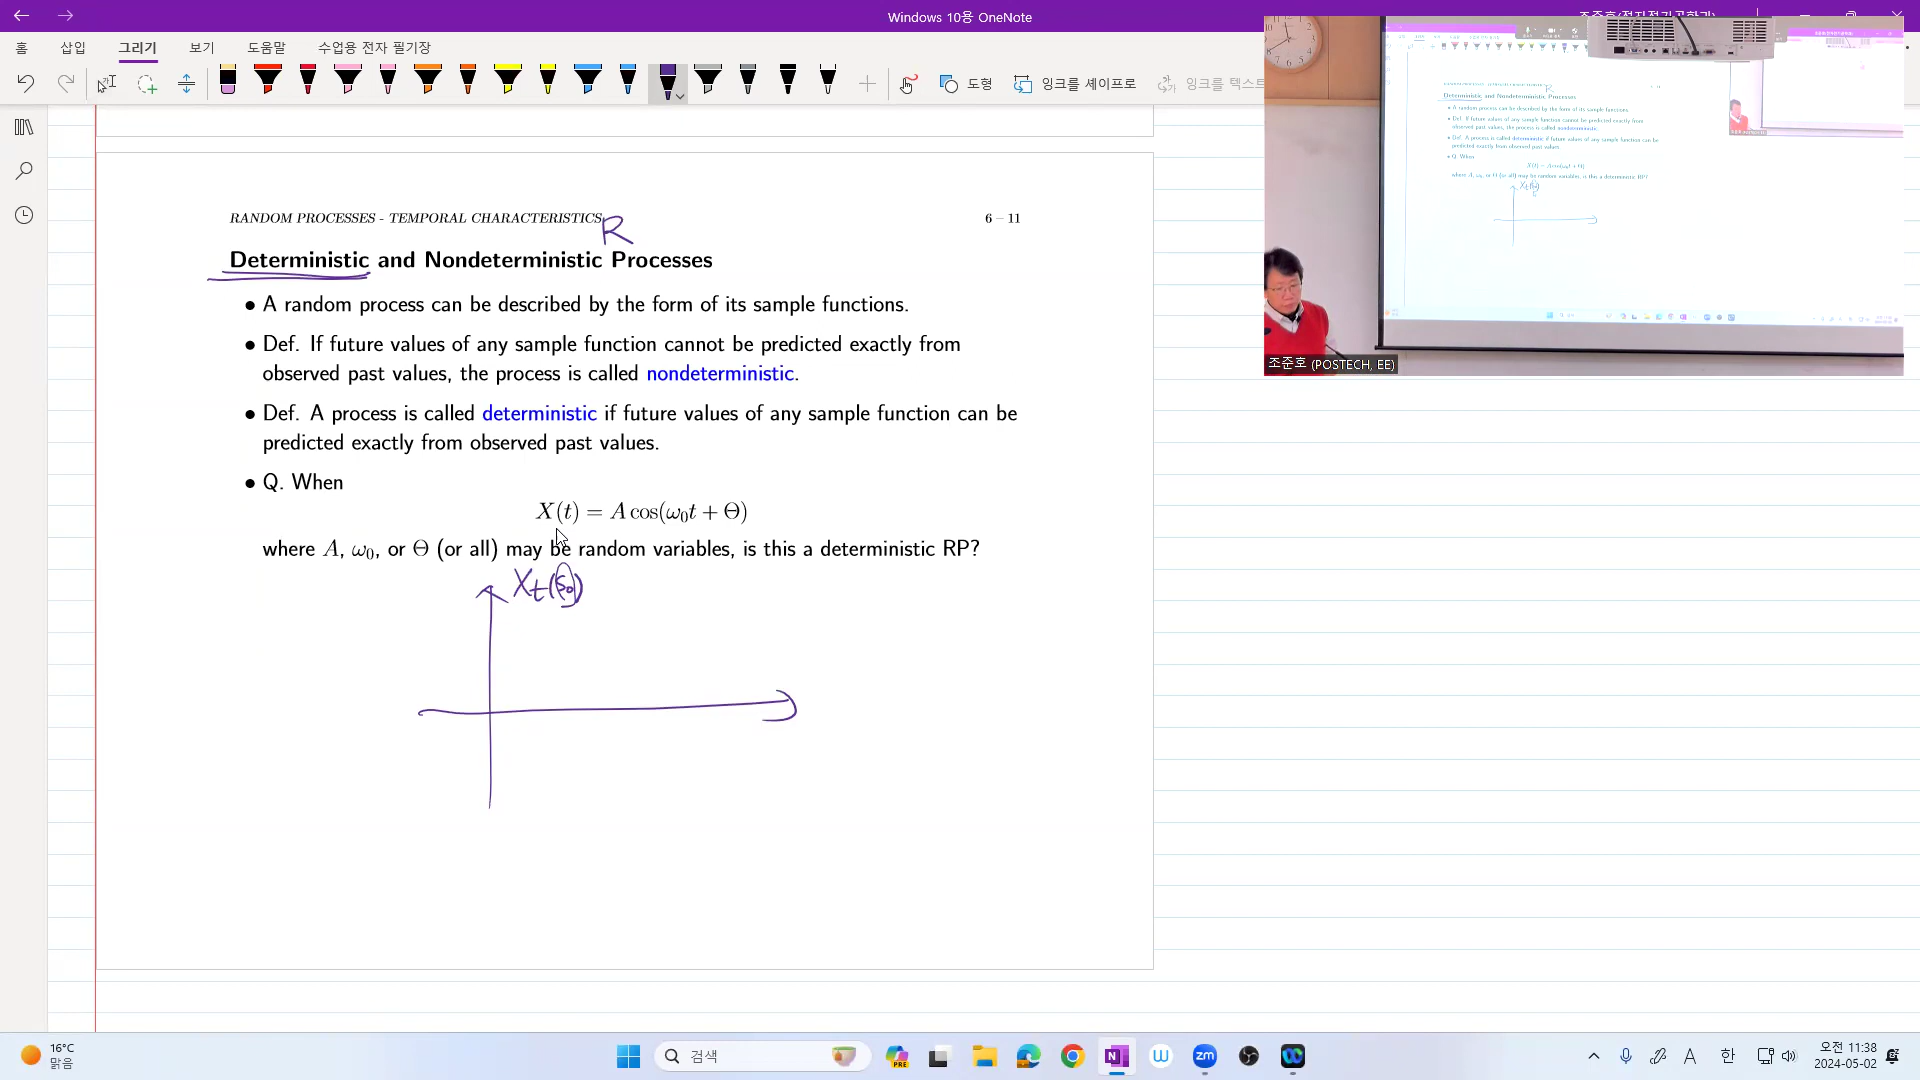 Windows 10용 OneNote
홈 삽입 그리기 보기 도움말 수업용 전자 필기장
도형 잉크를 셰이프로 잉크를 텍스트
RANDOM PROCESSES - TEMPORAL CHARACTERISTICS 6 – 11
R
Deterministic and Nondeterministic Processes
• A random process can be described by the form of its sample functions.
• Def. If future values of any sample function cannot be predicted exactly from
observed past values, the process is called nondeterministic.
• Def. A process is called deterministic if future values of any sample function can be
predicted exactly from observed past values.
• Q. When
X(t) = A cos(ω₀t + Θ)
where A, ω₀, or Θ (or all) may be random variables, is this a deterministic RP?
Xt(s₀)
조준호 (POSTECH, EE)
16°C
맑음
검색
PRE
N
W
zm
A 한
오전 11:38
2024-05-02